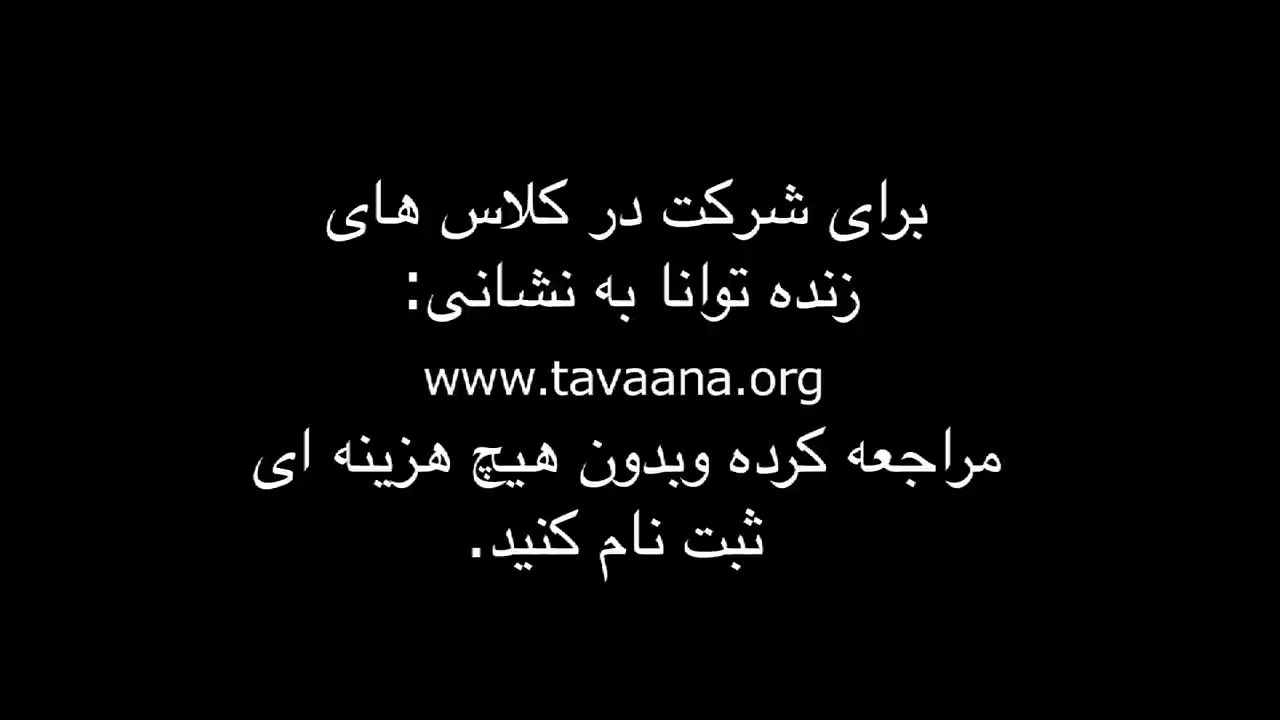 برای شرکت در کلاس های
زنده توانا به نشانی:
www.tavaana.org
مراجعه کرده وبدون هیچ هزینه ای
ثبت نام کنید.